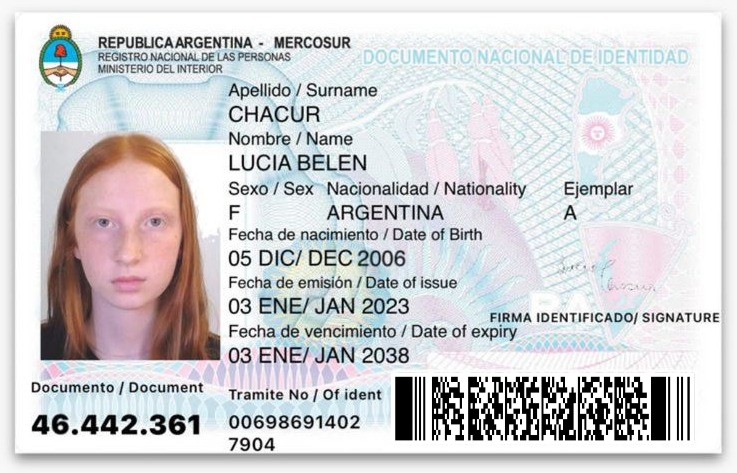 REPUBLICA ARGENTINA - MERCOSUR
REGISTRO NACIONAL DE LAS PERSONAS
MINISTERIO DEL INTERIOR
DOCUMENTO NACIONAL DE IDENTIDAD
Apellido / Surname
CHACUR
Nombre / Name
LUCIA BELEN
Sexo / Sex Nacionalidad / Nationality Ejemplar
F ARGENTINA A
Fecha de nacimiento / Date of Birth
05 DIC/ DEC 2006
Fecha de emisión / Date of issue
03 ENE/ JAN 2023
FIRMA IDENTIFICADO/ SIGNATURE
Fecha de vencimiento / Date of expiry
03 ENE/ JAN 2038
Documento / Document
46.442.361
Tramite No / Of ident
00698691402
7904